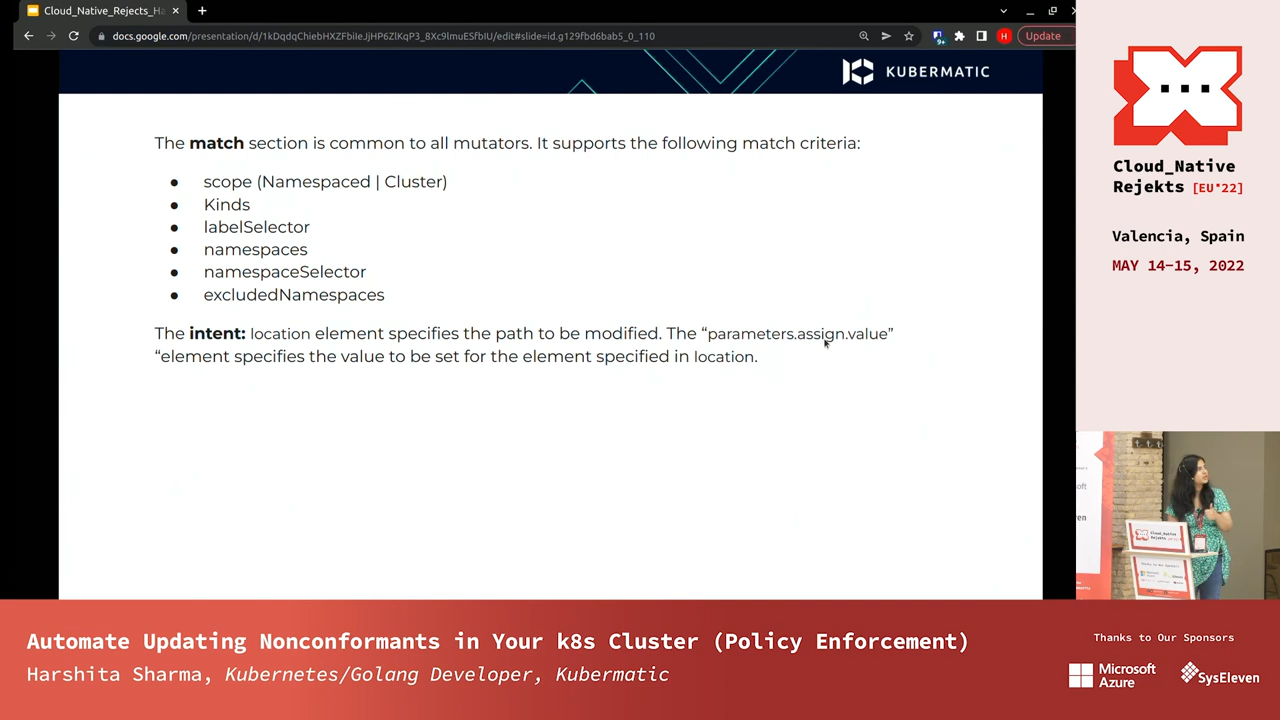 Cloud_Native_Rejects_Ha
docs.google.com/presentation/d/1kDqdqChiebHXZFbiIeJjHP6ZlKqP3_8Xc9lmuESfbIU/edit#slide=id.g129fbd6bab5_0_110
9+
H
Update
KUBERMATIC
The match section is common to all mutators. It supports the following match criteria:
● scope (Namespaced | Cluster)
● Kinds
● labelSelector
● namespaces
● namespaceSelector
● excludedNamespaces
The intent: location element specifies the path to be modified. The “parameters.assign.value”
“element specifies the value to be set for the element specified in location.
Cloud_Native
Rejekts [EU'22]
Valencia, Spain
MAY 14-15, 2022
Automate Updating Nonconformants in Your k8s Cluster (Policy Enforcement)
Harshita Sharma, Kubernetes/Golang Developer, Kubermatic
Thanks to Our Sponsors
Microsoft
Azure
SysEleven